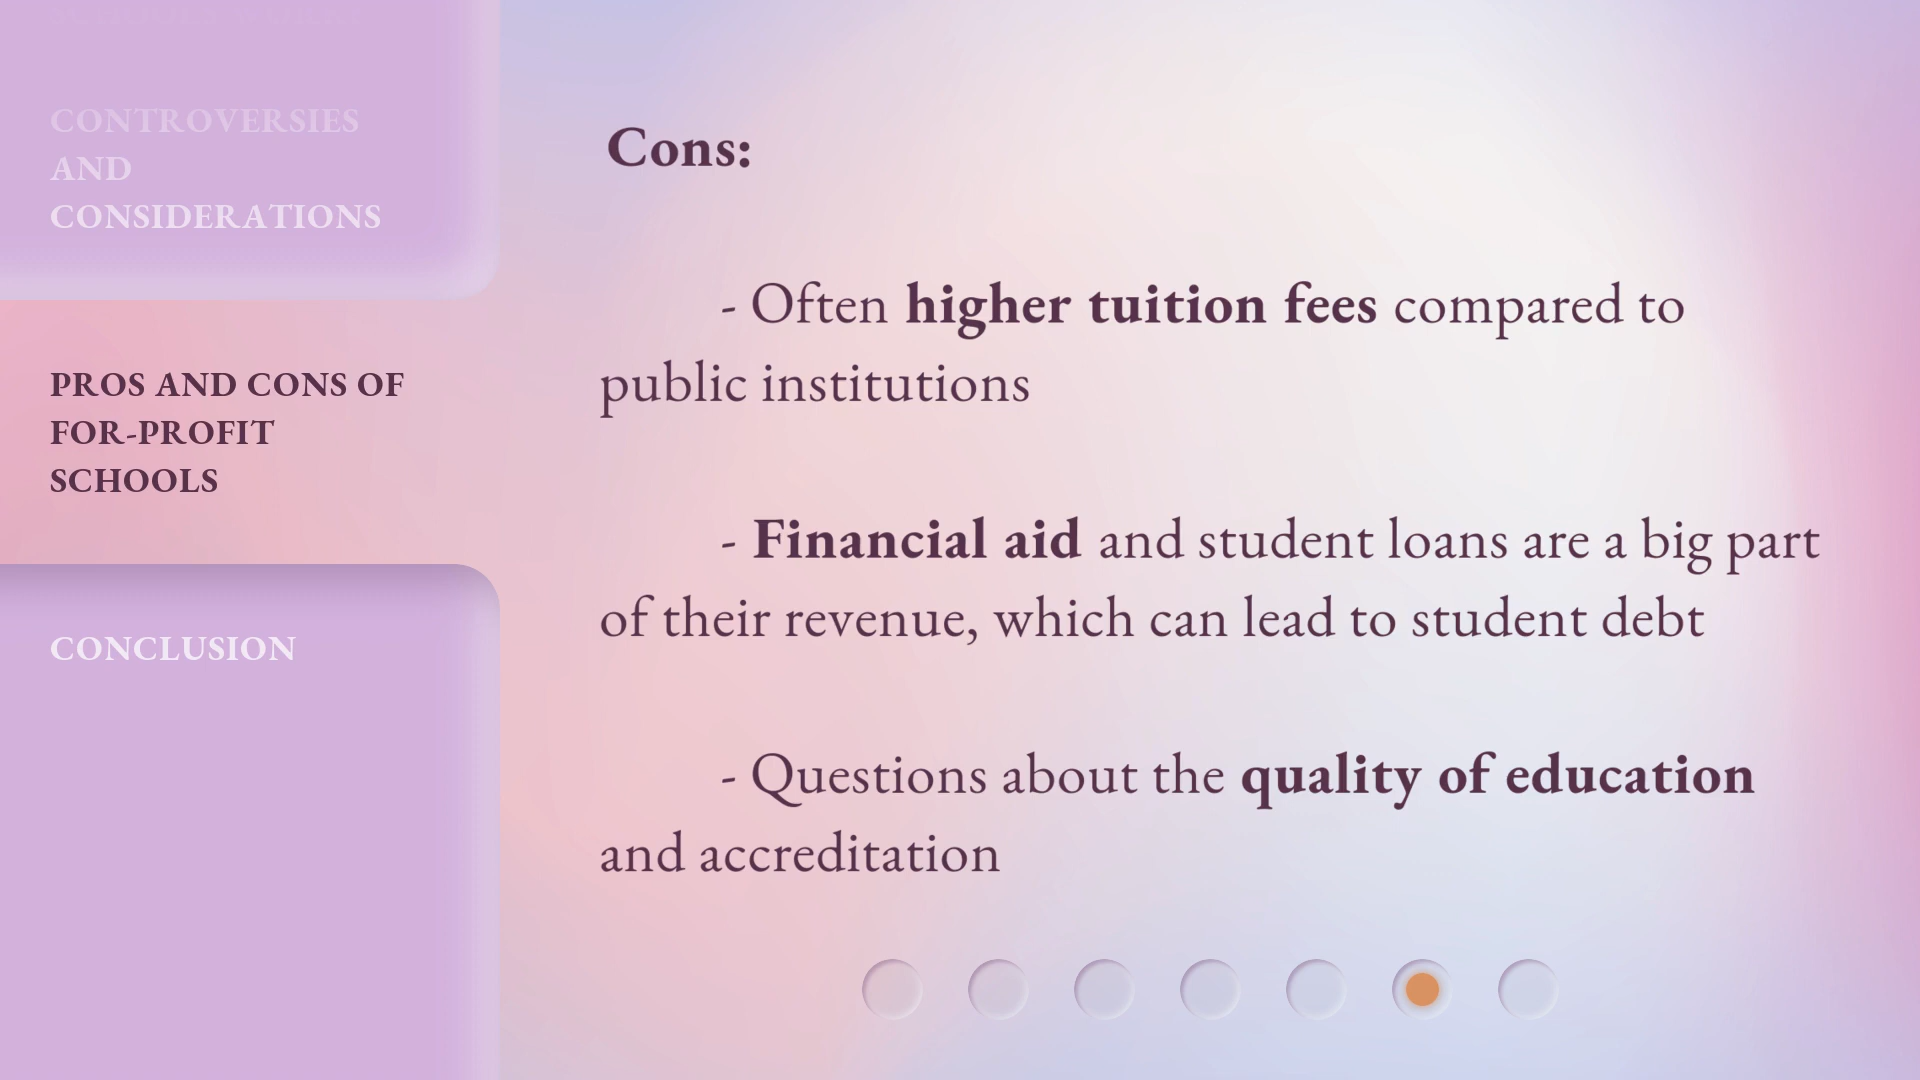 CONTROVERSIES
AND
CONSIDERATIONS
PROS AND CONS OF
FOR-PROFIT
SCHOOLS
CONCLUSION
Cons:
- Often higher tuition fees compared to
public institutions
- Financial aid and student loans are a big part
of their revenue, which can lead to student debt
- Questions about the quality of education
and accreditation